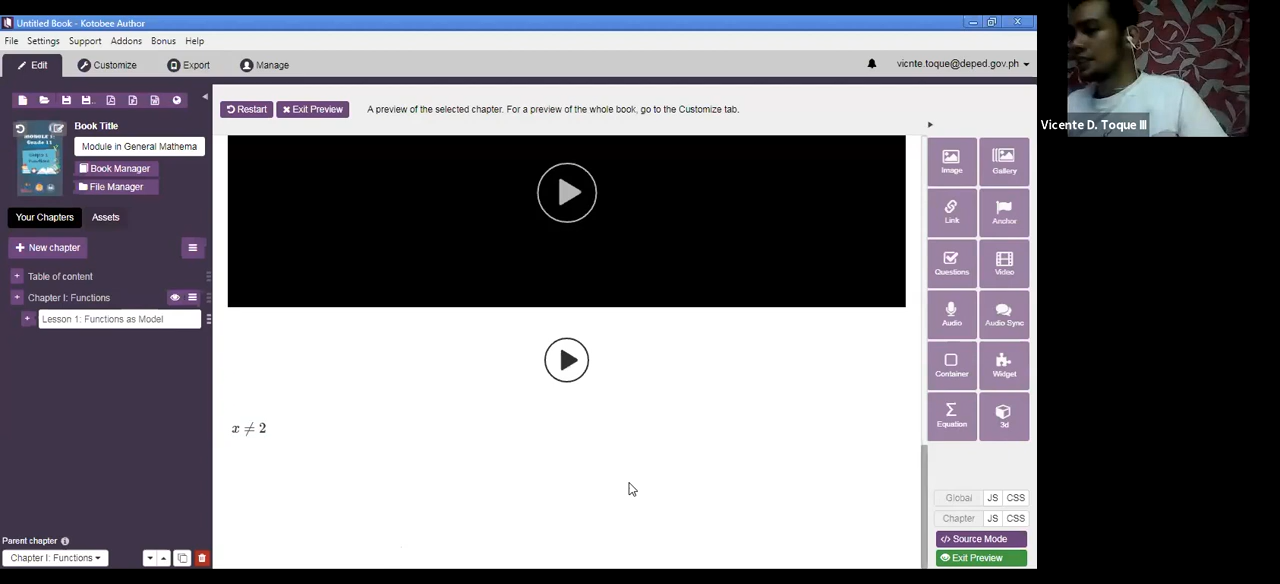 Untitled Book - Kotobee Author
File Settings Support Addons Bonus Help
Edit Customize Export Manage
vicnte.toque@deped.gov.ph
Restart Exit Preview A preview of the selected chapter. For a preview of the whole book, go to the Customize tab.
Book Title
Module in General Mathema
Book Manager
File Manager
Your Chapters Assets
New chapter
Table of content
Chapter I: Functions
Lesson 1: Functions as Model
Parent chapter
Chapter I: Functions
x ≠ 2
Image Gallery
Link Anchor
Questions Video
Audio Audio Sync
Container Widget
Equation 3d
Global JS CSS
Chapter JS CSS
</> Source Mode
Exit Preview
Vicente D. Toque III